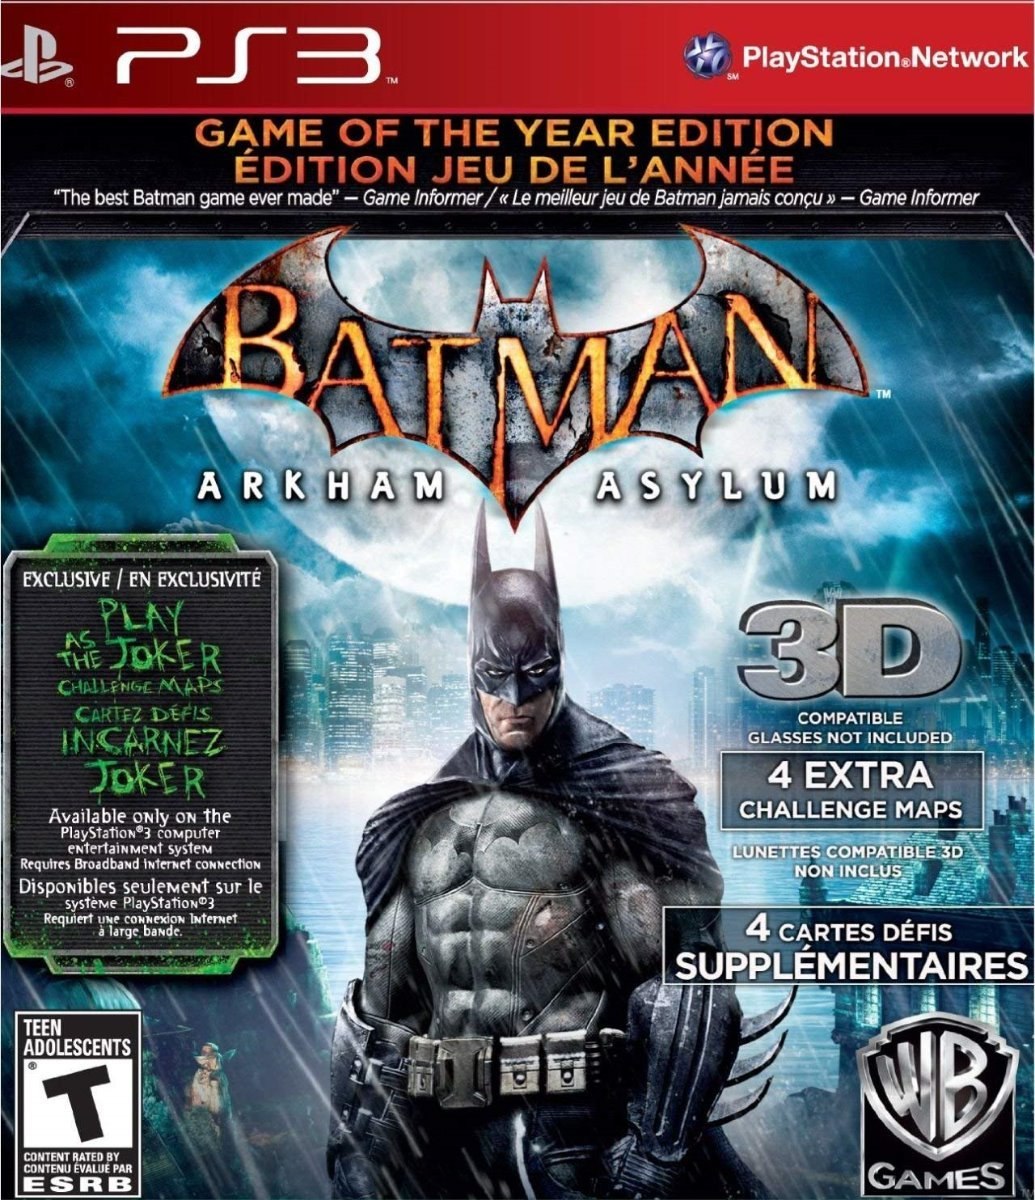 PS3™
PlayStation®Network
SM
GAME OF THE YEAR EDITION
ÉDITION JEU DE L'ANNÉE
“The best Batman game ever made” — Game Informer / « Le meilleur jeu de Batman jamais conçu » — Game Informer
BATMAN™
ARKHAM ASYLUM
EXCLUSIVE / EN EXCLUSIVITÉ
PLAY
AS THE JOKER
CHALLENGE MAPS
CARTEZ DÉFIS
INCARNEZ
JOKER
Available only on the
PlayStation®3 computer
entertainment system
Requires Broadband internet connection
Disponibles seulement sur le
système PlayStation®3
Requiert une connexion Internet
à large bande.
3D
COMPATIBLE
GLASSES NOT INCLUDED
4 EXTRA
CHALLENGE MAPS
LUNETTES COMPATIBLE 3D
NON INCLUS
4 CARTES DÉFIS
SUPPLÉMENTAIRES
TEEN
ADOLESCENTS
®
T
CONTENT RATED BY
CONTENU ÉVALUÉ PAR
ESRB
WB
GAMES